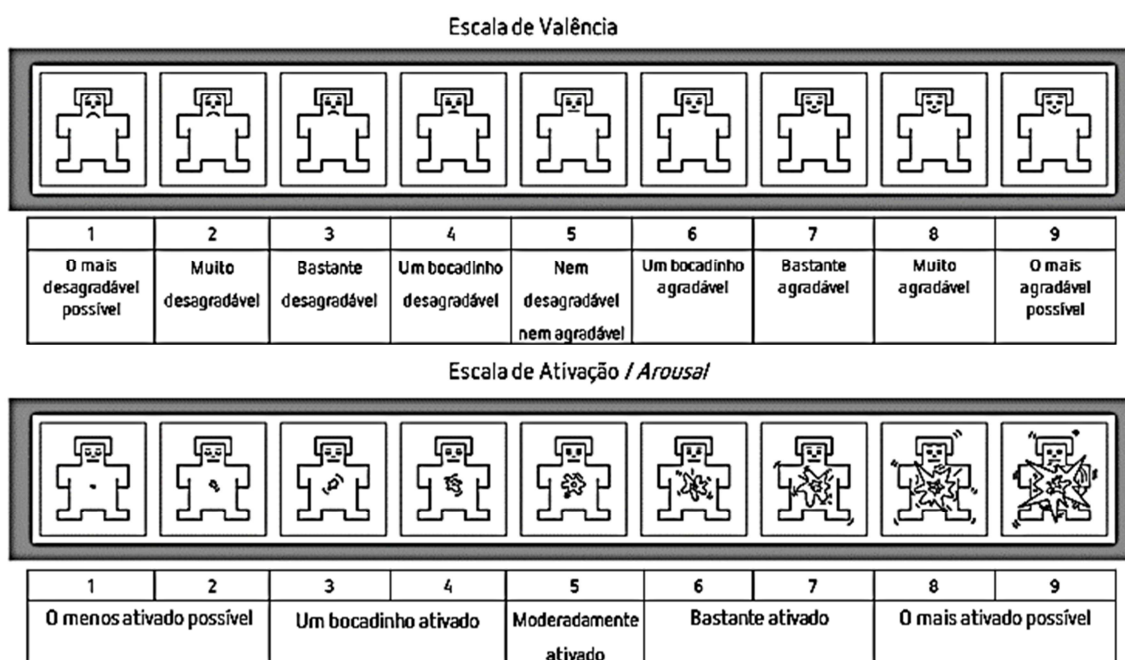 Escala de Valência
1 2 3 4 5 6 7 8 9
O mais desagradável possível
Muito desagradável
Bastante desagradável
Um bocadinho desagradável
Nem desagradável nem agradável
Um bocadinho agradável
Bastante agradável
Muito agradável
O mais agradável possível
Escala de Ativação / Arousal
1 2 3 4 5 6 7 8 9
O menos ativado possível
Um bocadinho ativado
Moderadamente ativado
Bastante ativado
O mais ativado possível